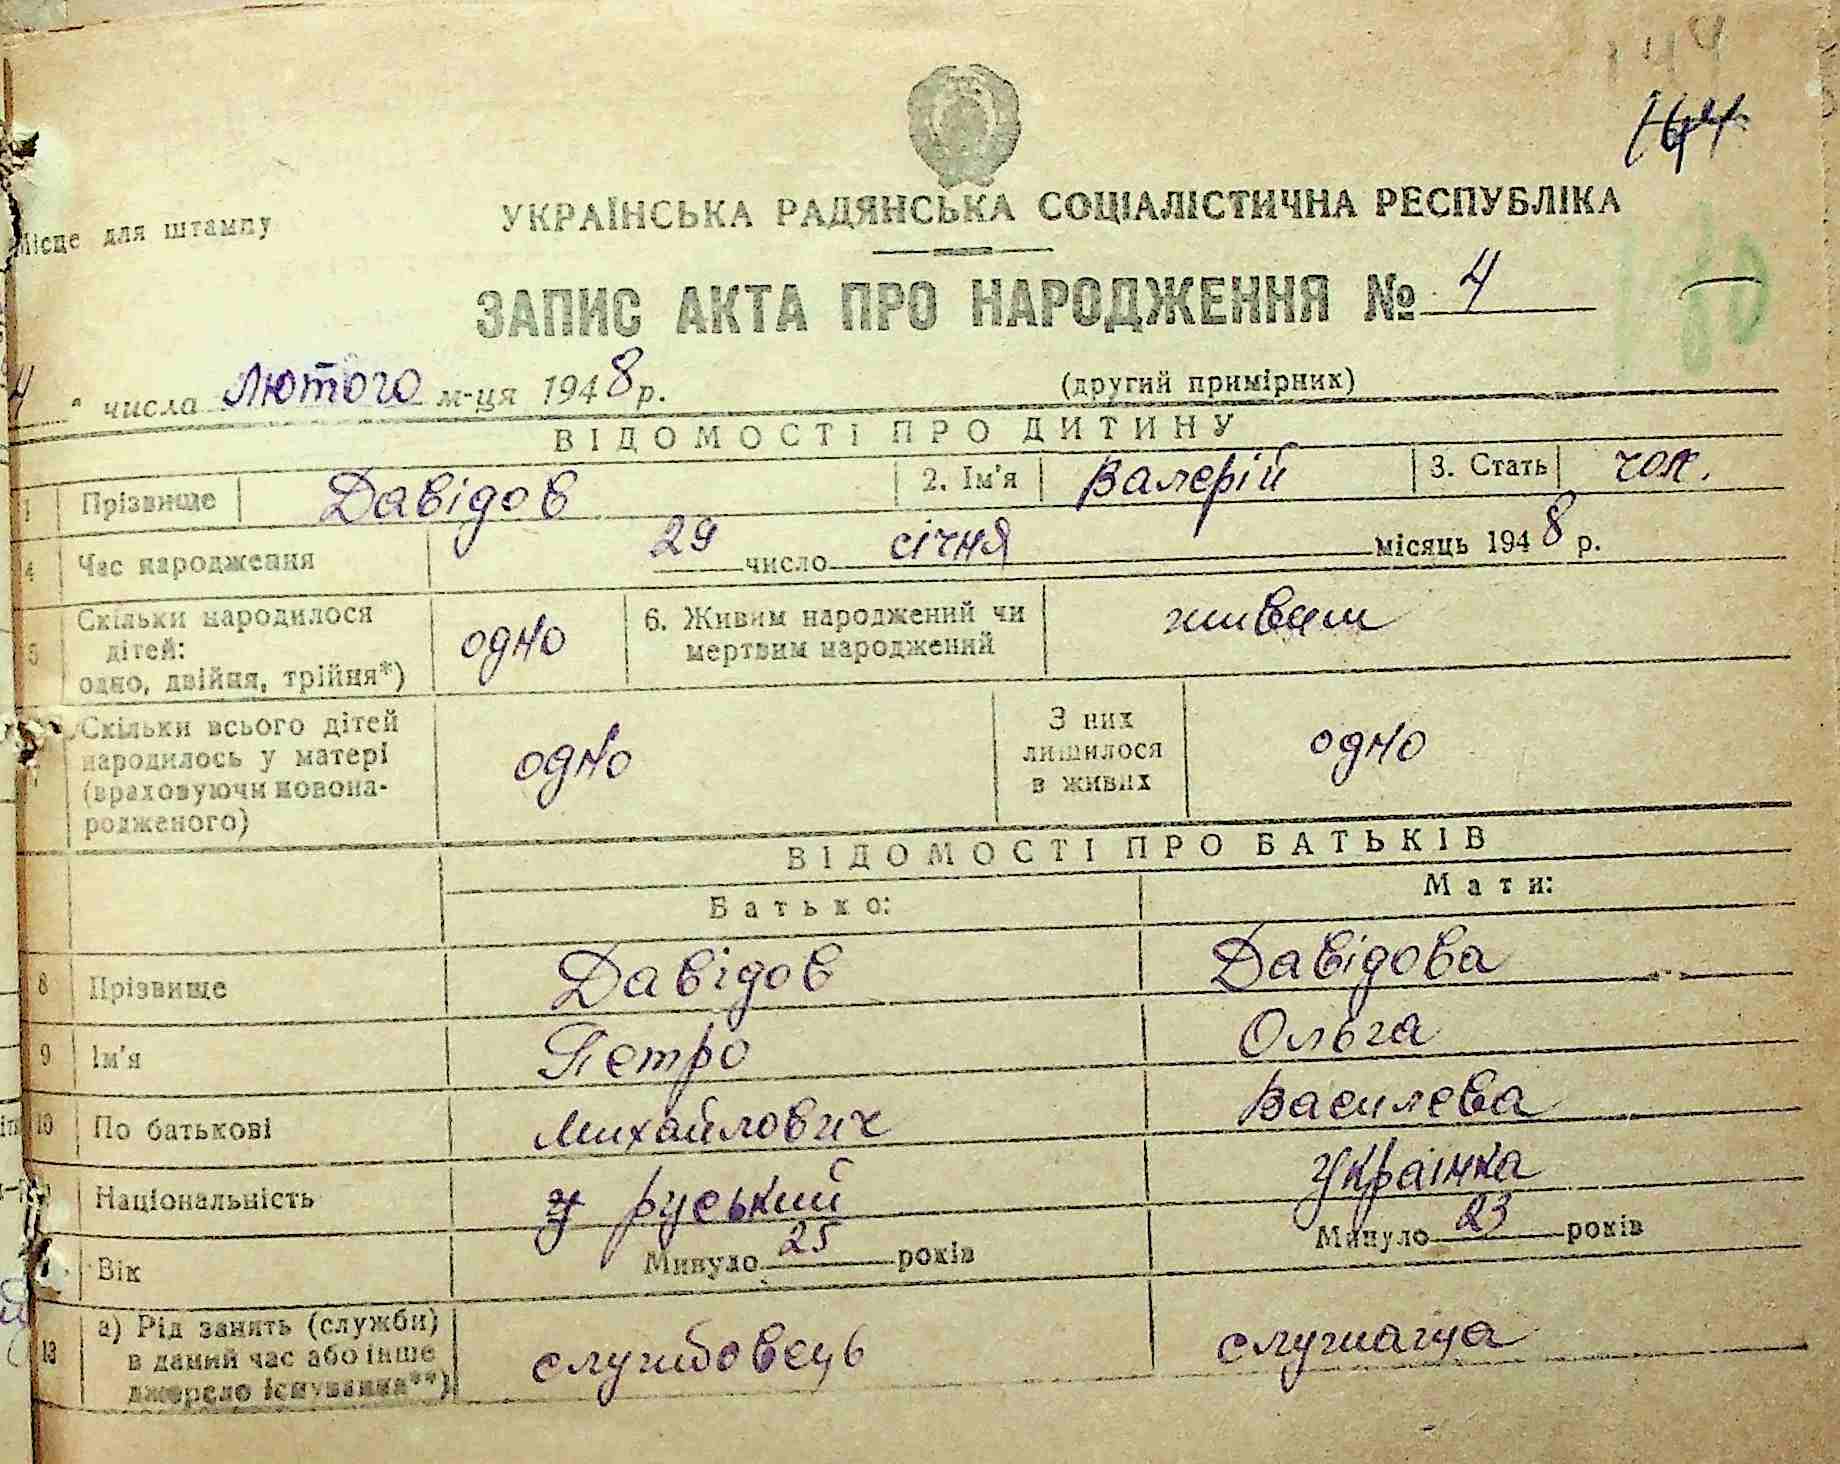 Місце для штампу
УКРАЇНСЬКА РАДЯНСЬКА СОЦІАЛІСТИЧНА РЕСПУБЛІКА
ЗАПИС АКТА ПРО НАРОДЖЕННЯ № 4
4 " числа лютого м-ця 1948 р.
(другий примірник)
ВІДОМОСТІ ПРО ДИТИНУ
1 Прізвище Давідов 2. Ім'я Валерій 3. Стать чол.
4 Час народження 29 число січня місяць 1948 р.
5 Скільки народилося дітей: одно, двійня, трійня*) одно 6. Живим народжений чи мертвим народжений живим
7 Скільки всього дітей народилось у матері (враховуючи новонародженого) одно З них лишилося в живих одно
ВІДОМОСТІ ПРО БАТЬКІВ
Батько: Мати:
8 Прізвище Давідов Давідова
9 Ім'я Петро Ольга
10 По батькові Михайлович Василева
Національність у руський українка
Вік Минуло 25 років Минуло 23 років
13 а) Рід занять (служби) в даний час або інше джерело існування**) службовець служаща